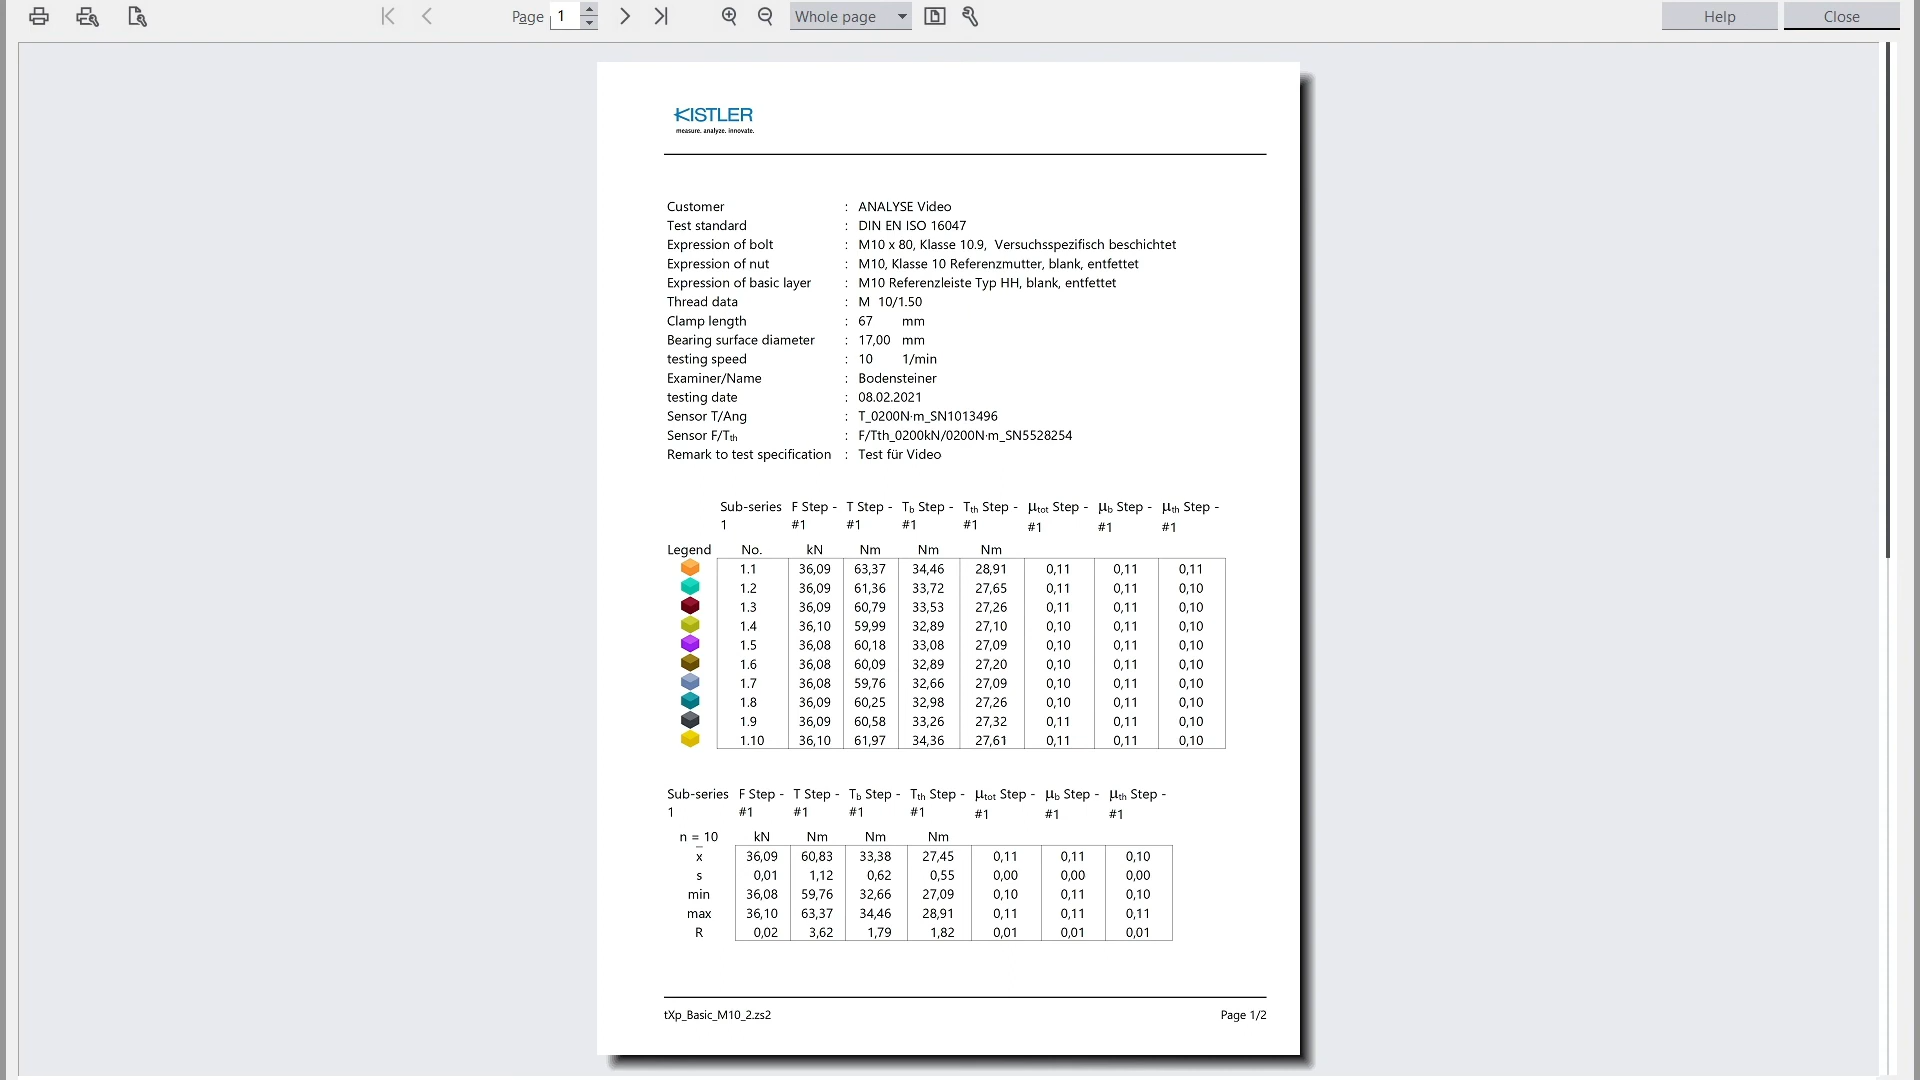 Page 1 Whole page Help Close
KISTLER
measure. analyze. innovate.
Customer : ANALYSE Video
Test standard : DIN EN ISO 16047
Expression of bolt : M10 x 80, Klasse 10.9, Versuchsspezifisch beschichtet
Expression of nut : M10, Klasse 10 Referenzmutter, blank, entfettet
Expression of basic layer : M10 Referenzleiste Typ HH, blank, entfettet
Thread data : M 10/1.50
Clamp length : 67 mm
Bearing surface diameter : 17,00 mm
testing speed : 10 1/min
Examiner/Name : Bodensteiner
testing date : 08.02.2021
Sensor T/Ang : T_0200N·m_SN1013496
Sensor F/Tth : F/Tth_0200kN/0200N·m_SN5528254
Remark to test specification : Test für Video
Sub-series F Step - T Step - Tb Step - Tth Step - µtot Step - µb Step - µth Step -
1 #1 #1 #1 #1 #1 #1 #1
Legend No. kN Nm Nm Nm
1.1 36,09 63,37 34,46 28,91 0,11 0,11 0,11
1.2 36,09 61,36 33,72 27,65 0,11 0,11 0,10
1.3 36,09 60,79 33,53 27,26 0,11 0,11 0,10
1.4 36,10 59,99 32,89 27,10 0,10 0,11 0,10
1.5 36,08 60,18 33,08 27,09 0,10 0,11 0,10
1.6 36,08 60,09 32,89 27,20 0,10 0,11 0,10
1.7 36,08 59,76 32,66 27,09 0,10 0,11 0,10
1.8 36,09 60,25 32,98 27,26 0,10 0,11 0,10
1.9 36,09 60,58 33,26 27,32 0,11 0,11 0,10
1.10 36,10 61,97 34,36 27,61 0,11 0,11 0,10
Sub-series F Step - T Step - Tb Step - Tth Step - µtot Step - µb Step - µth Step -
1 #1 #1 #1 #1 #1 #1 #1
n = 10 kN Nm Nm Nm
x̅ 36,09 60,83 33,38 27,45 0,11 0,11 0,10
s 0,01 1,12 0,62 0,55 0,00 0,00 0,00
min 36,08 59,76 32,66 27,09 0,10 0,11 0,10
max 36,10 63,37 34,46 28,91 0,11 0,11 0,11
R 0,02 3,62 1,79 1,82 0,01 0,01 0,01
tXp_Basic_M10_2.zs2 Page 1/2